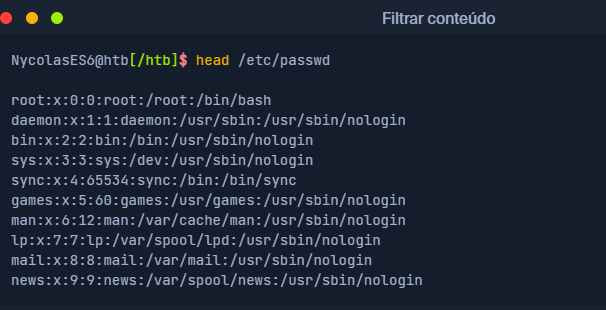 Filtrar conteúdo
NycolasES6@htb[/htb]$ head /etc/passwd
root:x:0:0:root:/root:/bin/bash
daemon:x:1:1:daemon:/usr/sbin:/usr/sbin/nologin
bin:x:2:2:bin:/bin:/usr/sbin/nologin
sys:x:3:3:sys:/dev:/usr/sbin/nologin
sync:x:4:65534:sync:/bin:/bin/sync
games:x:5:60:games:/usr/games:/usr/sbin/nologin
man:x:6:12:man:/var/cache/man:/usr/sbin/nologin
lp:x:7:7:lp:/var/spool/lpd:/usr/sbin/nologin
mail:x:8:8:mail:/var/mail:/usr/sbin/nologin
news:x:9:9:news:/var/spool/news:/usr/sbin/nologin